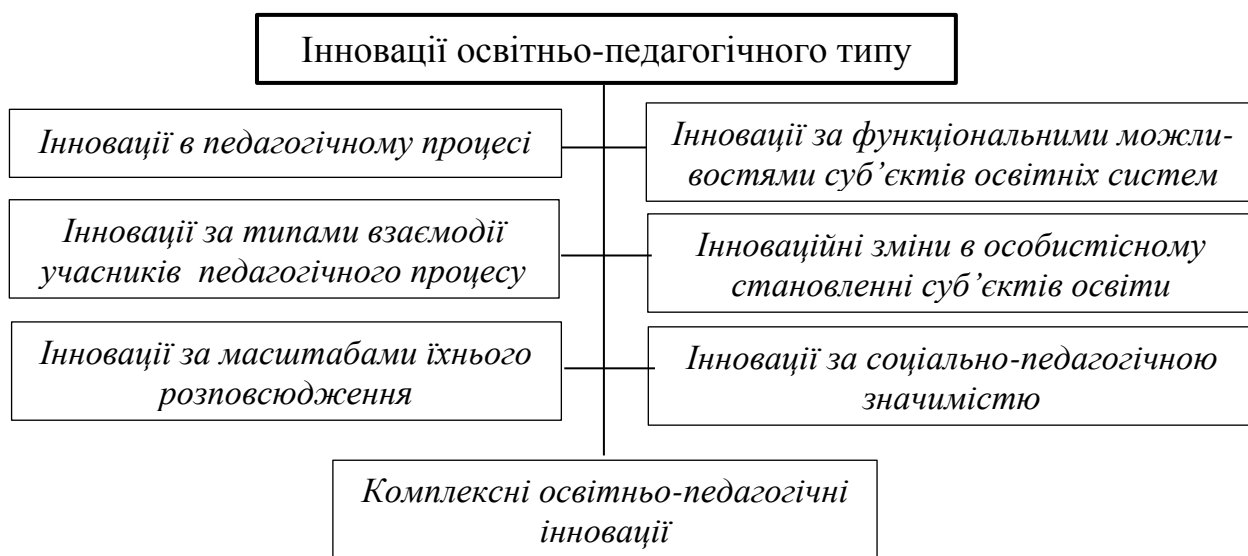 Інновації освітньо-педагогічного типу
Інновації в педагогічному процесі
Інновації за функціональними можли-
востями суб’єктів освітніх систем
Інновації за типами взаємодії
учасників педагогічного процесу
Інноваційні зміни в особистісному
становленні суб’єктів освіти
Інновації за масштабами їхнього
розповсюдження
Інновації за соціально-педагогічною
значимістю
Комплексні освітньо-педагогічні
інновації